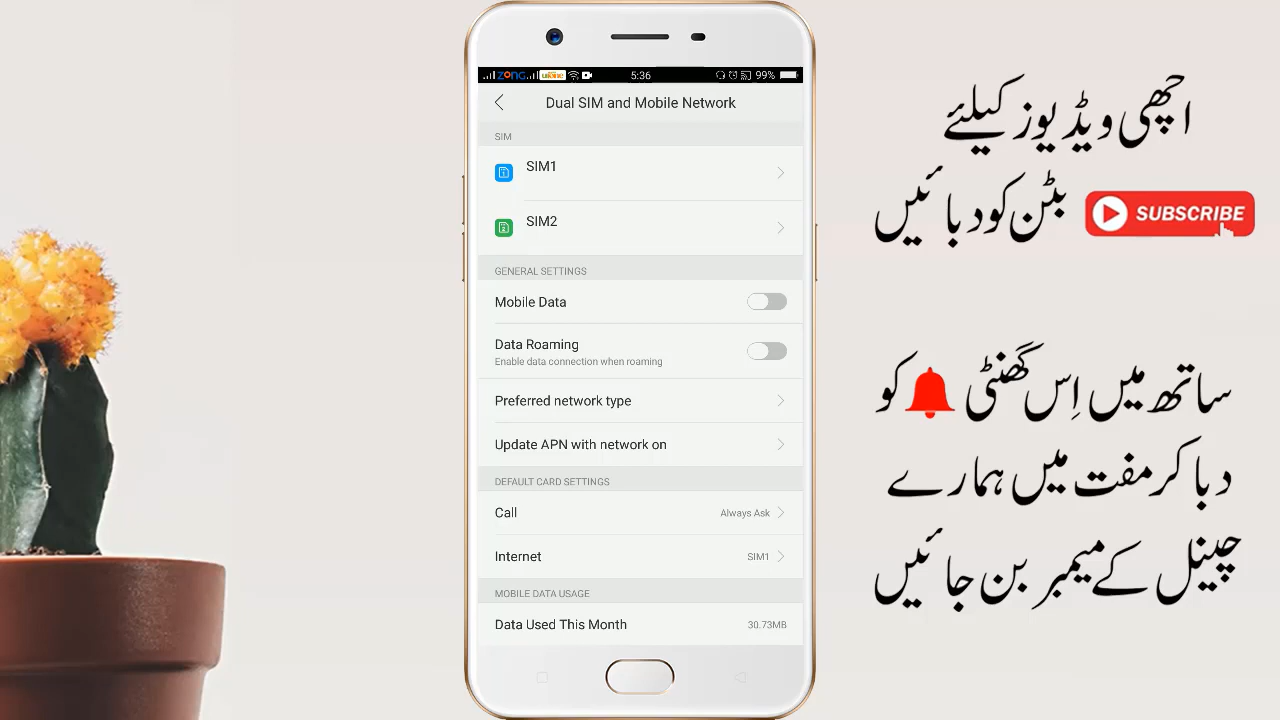 ZONG ufone 5:36 99%
Dual SIM and Mobile Network
SIM
SIM1
SIM2
GENERAL SETTINGS
Mobile Data
Data Roaming
Enable data connection when roaming
Preferred network type
Update APN with network on
DEFAULT CARD SETTINGS
Call Always Ask
Internet SIM1
MOBILE DATA USAGE
Data Used This Month 30.73MB
اچھی ویڈیوز کیلئے
SUBSCRIBE بٹن کو دبائیں
ساتھ میں اِس گھنٹی کو
دبا کر مفت میں ہمارے
چینل کے میمبر بن جائیں